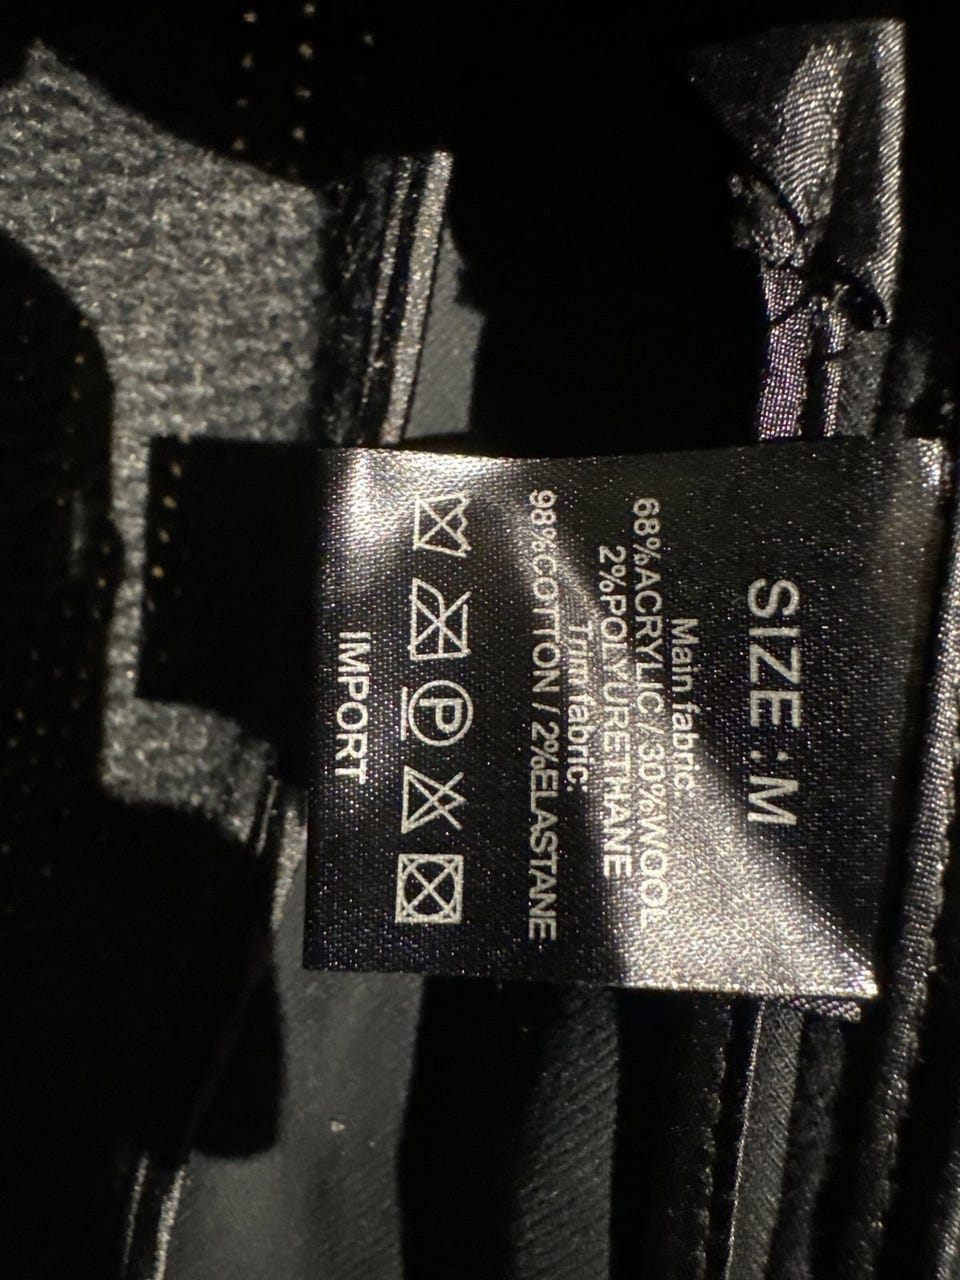 SIZE : M
Main fabric:
68%ACRYLIC / 30%WOOL
2%POLYURETHANE
Trim fabric:
98%COTTON / 2%ELASTANE
P
IMPORT